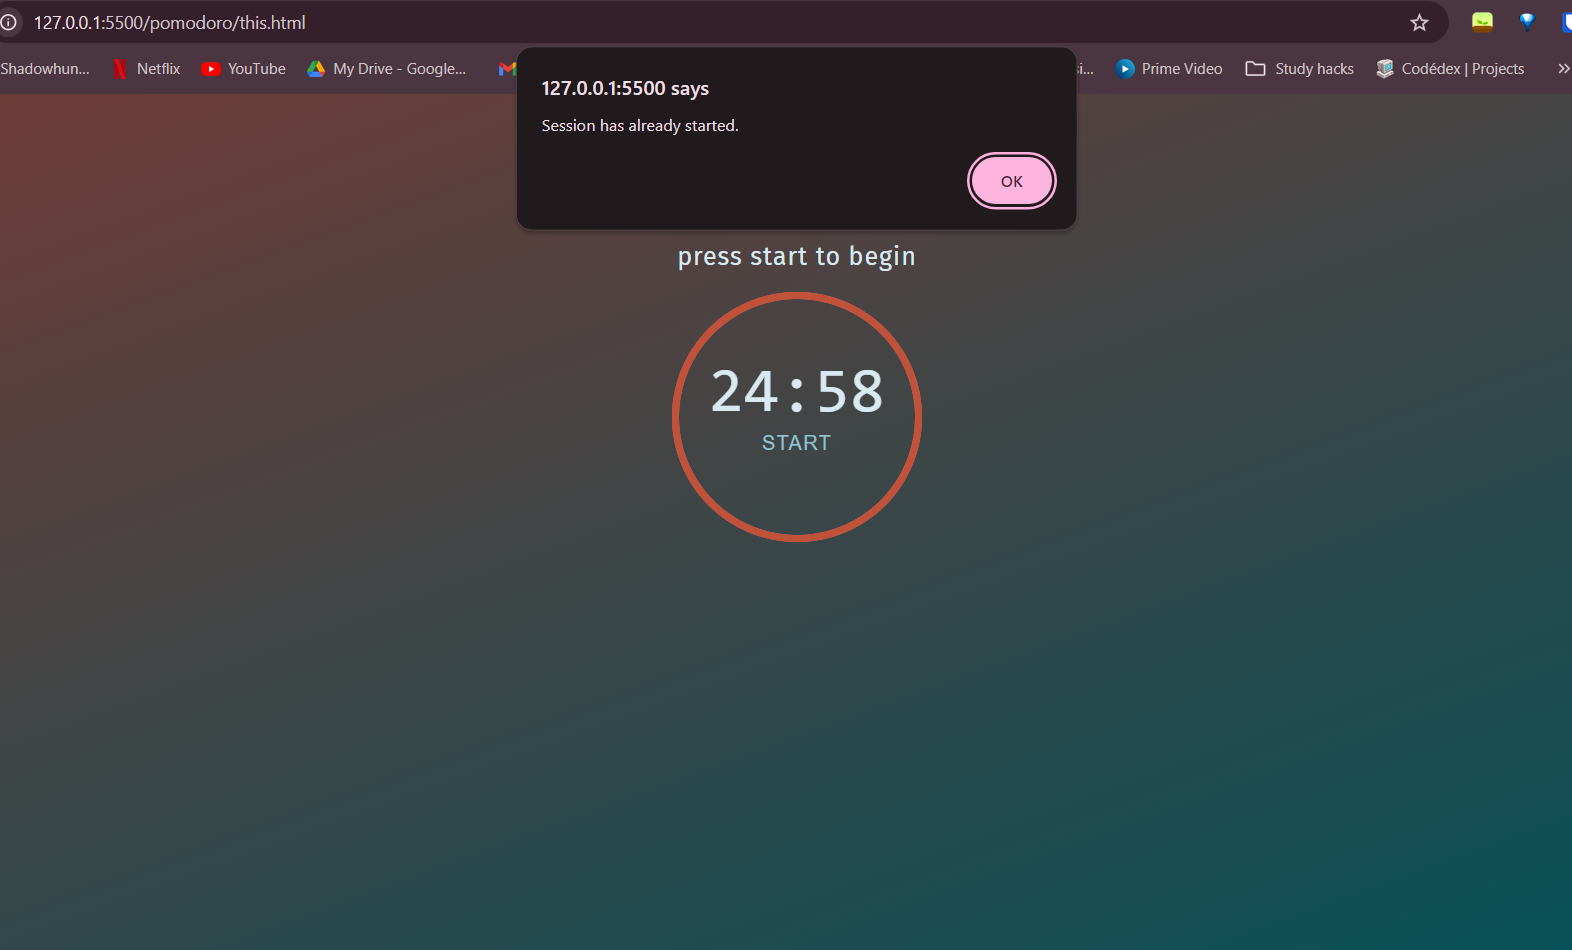 127.0.0.1:5500/pomodoro/this.html
Shadowhun... Netflix YouTube My Drive - Google... si... Prime Video Study hacks Codédex | Projects
127.0.0.1:5500 says
Session has already started.
OK
press start to begin
24:58
START